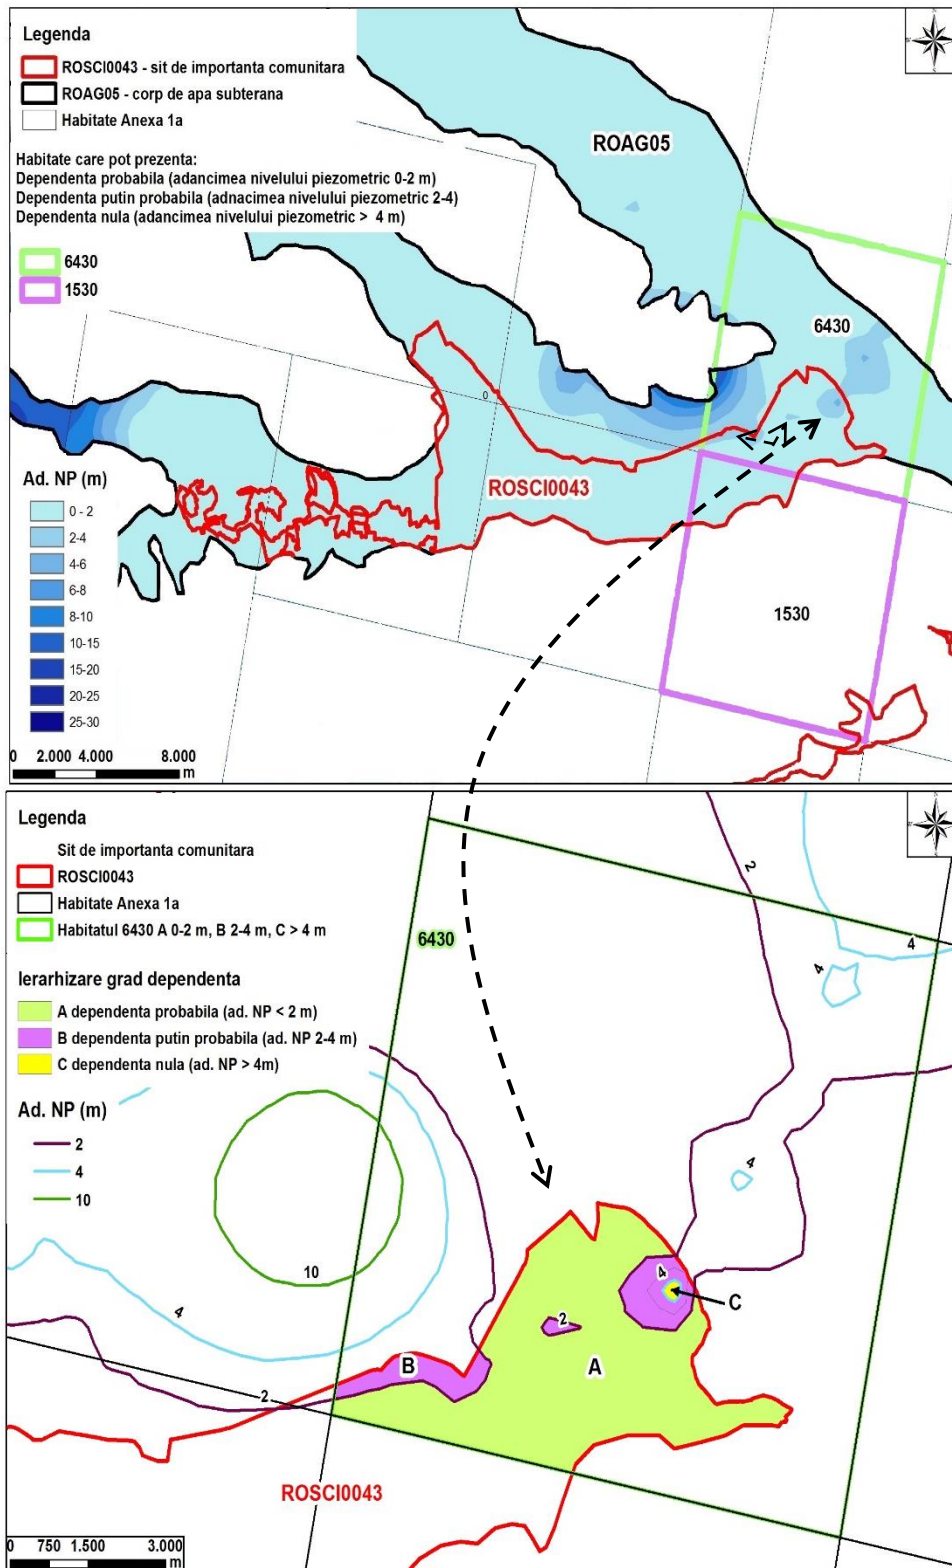 Legenda
ROSCI0043 - sit de importanta comunitara
ROAG05 - corp de apa subterana
Habitate Anexa 1a
Habitate care pot prezenta:
Dependenta probabila (adancimea nivelului piezometric 0-2 m)
Dependenta putin probabila (adnacimea nivelului piezometric 2-4)
Dependenta nula (adancimea nivelului piezometric > 4 m)
6430
1530
ROAG05
6430
0
ROSCI0043
1530
Ad. NP (m)
0 - 2
2-4
4-6
6-8
8-10
10-15
15-20
20-25
25-30
0 2.000 4.000 8.000
m
Legenda
Sit de importanta comunitara
ROSCI0043
Habitate Anexa 1a
Habitatul 6430 A 0-2 m, B 2-4 m, C > 4 m
Ierarhizare grad dependenta
A dependenta probabila (ad. NP < 2 m)
B dependenta putin probabila (ad. NP 2-4 m)
C dependenta nula (ad. NP > 4m)
Ad. NP (m)
2
4
10
6430
2
4
4
4
10
4
4
C
2
B
A
2
ROSCI0043
0 750 1.500 3.000
m